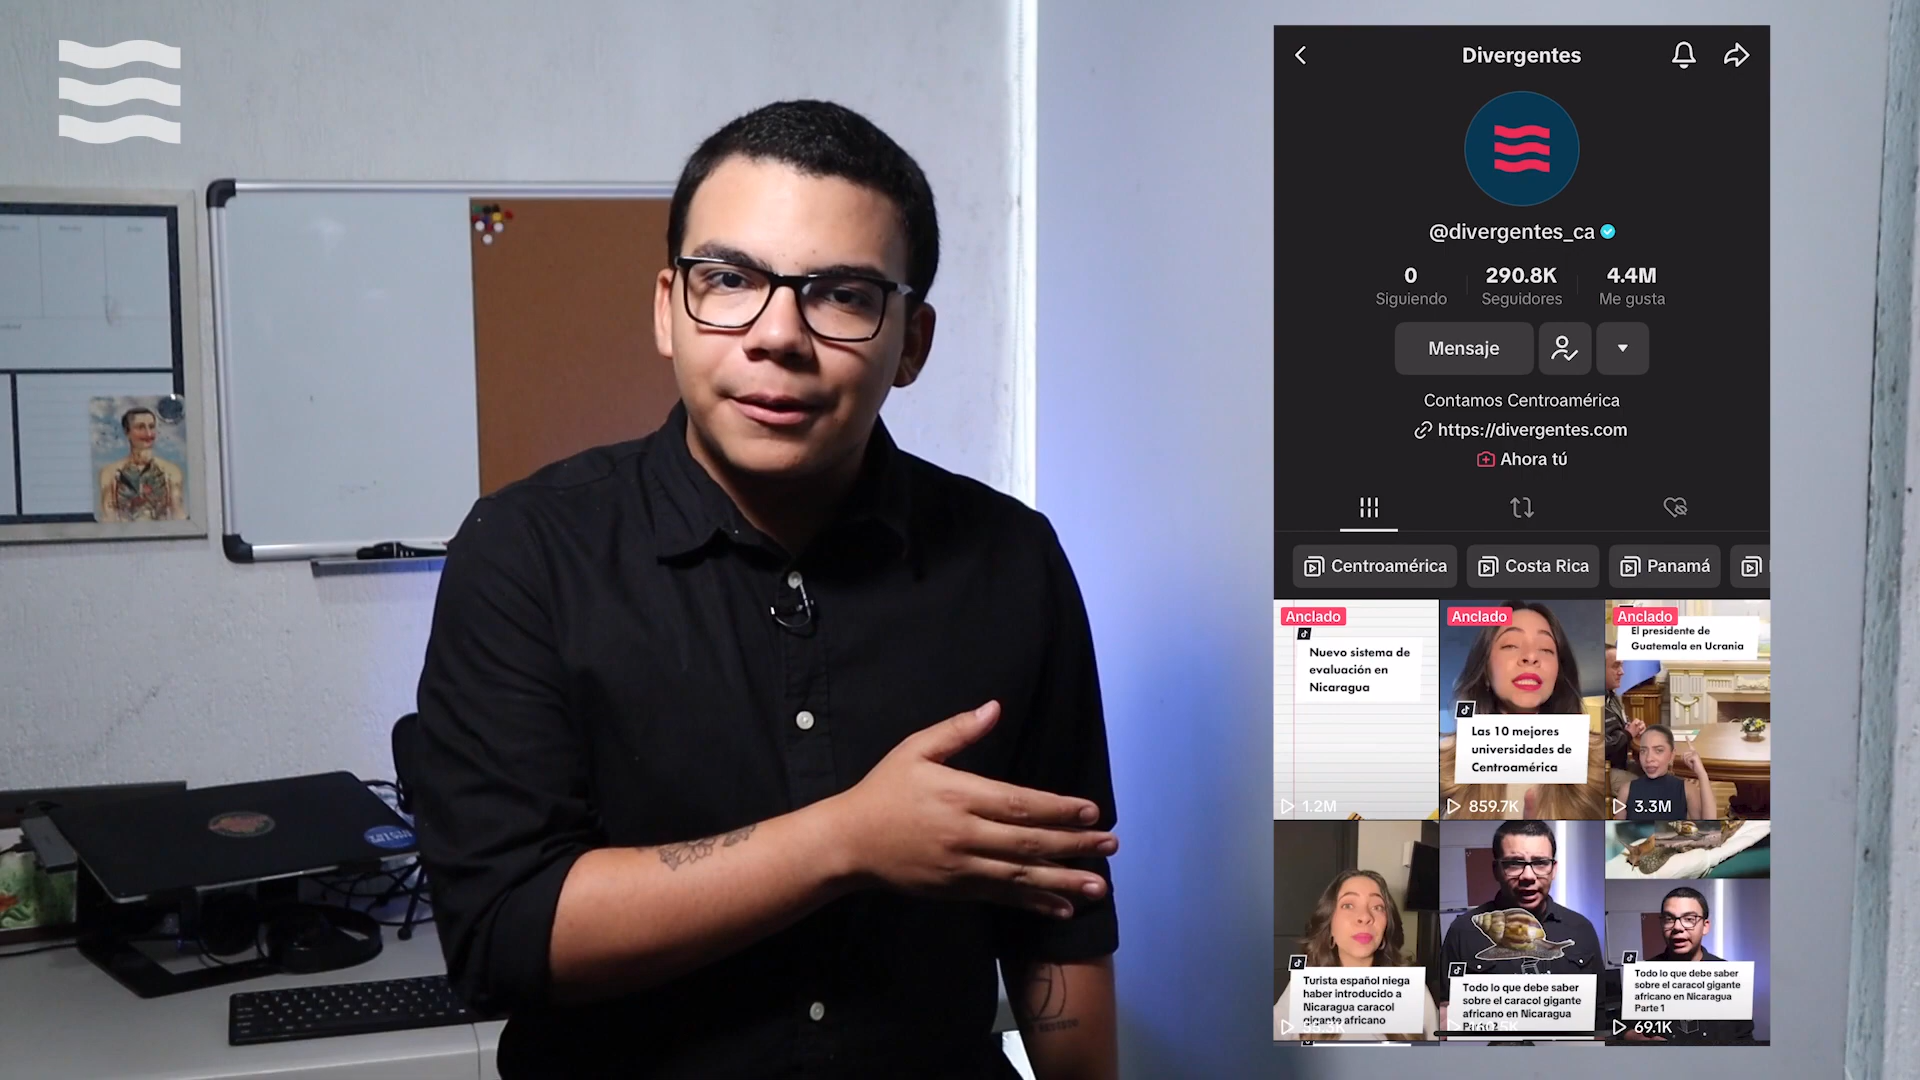 Divergentes
@divergentes_ca
0
290.8K
4.4M
Siguiendo
Seguidores
Me gusta
Mensaje
Contamos Centroamérica
https://divergentes.com
Ahora tú
Centroamérica
Costa Rica
Panamá
Anclado
Nuevo sistema de
evaluación en
Nicaragua
1.2M
Anclado
Las 10 mejores
universidades de
Centroamérica
859.7K
Anclado
El presidente de
Guatemala en Ucrania
3.3M
Turista español niega
haber introducido a
Nicaragua caracol
gigante africano
Todo lo que debe saber
sobre el caracol gigante
africano en Nicaragua
Todo lo que debe saber
sobre el caracol gigante
africano en Nicaragua
Parte 1
69.1K